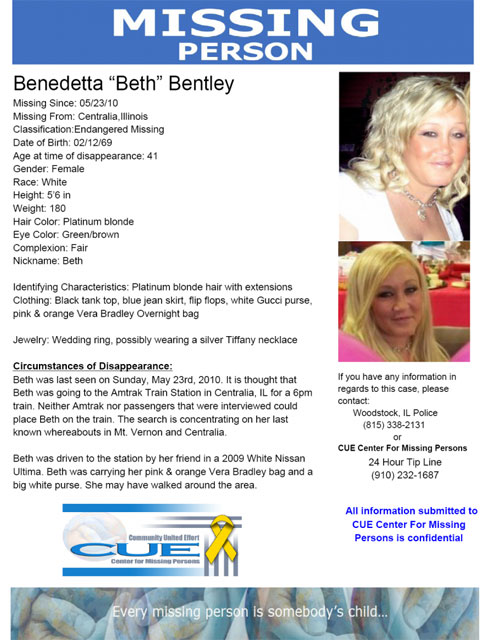 MISSING
PERSON
Benedetta “Beth” Bentley
Missing Since: 05/23/10
Missing From: Centralia,Illinois
Classification:Endangered Missing
Date of Birth: 02/12/69
Age at time of disappearance: 41
Gender: Female
Race: White
Height: 5'6 in
Weight: 180
Hair Color: Platinum blonde
Eye Color: Green/brown
Complexion: Fair
Nickname: Beth
Identifying Characteristics: Platinum blonde hair with extensions
Clothing: Black tank top, blue jean skirt, flip flops, white Gucci purse,
pink & orange Vera Bradley Overnight bag
Jewelry: Wedding ring, possibly wearing a silver Tiffany necklace
Circumstances of Disappearance:
Beth was last seen on Sunday, May 23rd, 2010. It is thought that
Beth was going to the Amtrak Train Station in Centralia, IL for a 6pm
train. Neither Amtrak nor passengers that were interviewed could
place Beth on the train. The search is concentrating on her last
known whereabouts in Mt. Vernon and Centralia.
Beth was driven to the station by her friend in a 2009 White Nissan
Ultima. Beth was carrying her pink & orange Vera Bradley bag and a
big white purse. She may have walked around the area.
If you have any information in
regards to this case, please
contact:
Woodstock, IL Police
(815) 338-2131
or
CUE Center For Missing Persons
24 Hour Tip Line
(910) 232-1687
All information submitted to
CUE Center For Missing
Persons is confidential
Community United Effort
CUE
Center for Missing Persons
Every missing person is somebody's child...